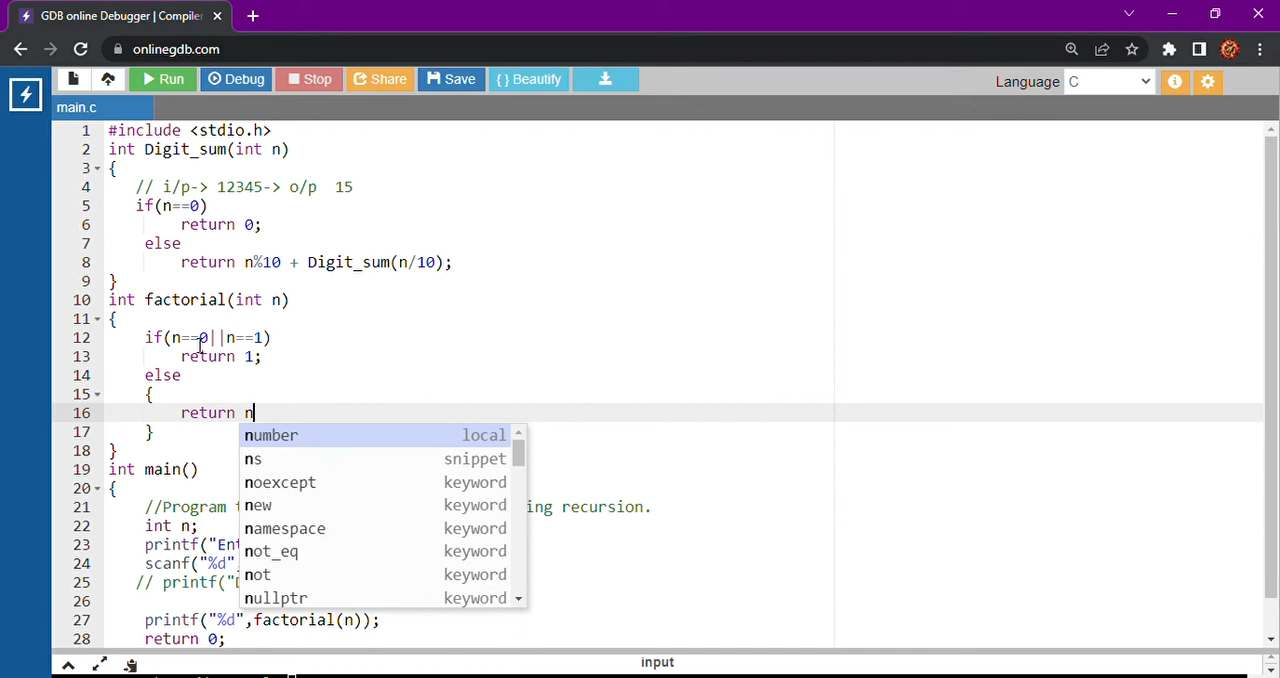 GDB online Debugger | Compiler
onlinegdb.com
Run Debug Stop Share Save { } Beautify Language C
main.c
1 #include <stdio.h>
2 int Digit_sum(int n)
3 {
4 // i/p-> 12345-> o/p 15
5 if(n==0)
6 return 0;
7 else
8 return n%10 + Digit_sum(n/10);
9 }
10 int factorial(int n)
11 {
12 if(n==0||n==1)
13 return 1;
14 else
15 {
16 return n
17 }
18 }
19 int main()
20 {
21 //Program ing recursion.
22 int n;
23 printf("Ent
24 scanf("%d"
25 // printf("
26
27 printf("%d",factorial(n));
28 return 0;
number local
ns snippet
noexcept keyword
new keyword
namespace keyword
not_eq keyword
not keyword
nullptr keyword
input